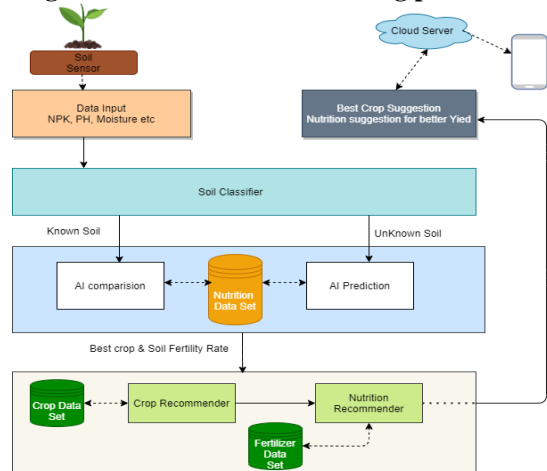 Soil
Sensor
Cloud Server
Data Input
NPK, PH, Moisture etc
Best Crop Suggestion
Nutrition suggestion for better Yied
Soil Classifier
Known Soil
UnKnown Soil
AI comparision
Nutrition
Data Set
AI Prediction
Best crop & Soil Fertility Rate
Crop Data
Set
Crop Recommender
Nutrition
Recommender
Fertilizer
Data
Set